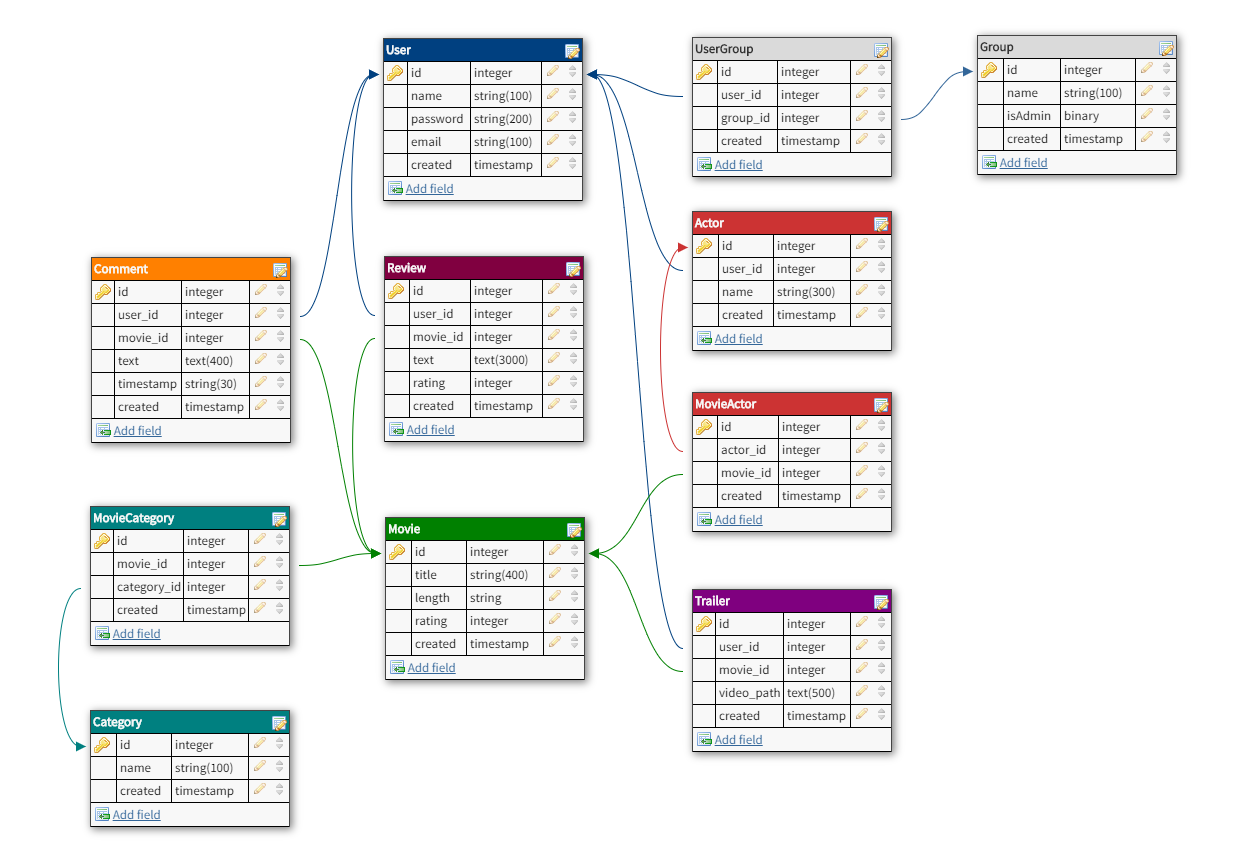 User
id integer
name string(100)
password string(200)
email string(100)
created timestamp
Add field
UserGroup
id integer
user_id integer
group_id integer
created timestamp
Add field
Group
id integer
name string(100)
isAdmin binary
created timestamp
Add field
Actor
id integer
user_id integer
name string(300)
created timestamp
Add field
Comment
id integer
user_id integer
movie_id integer
text text(400)
timestamp string(30)
created timestamp
Add field
Review
id integer
user_id integer
movie_id integer
text text(3000)
rating integer
created timestamp
Add field
MovieActor
id integer
actor_id integer
movie_id integer
created timestamp
Add field
MovieCategory
id integer
movie_id integer
category_id integer
created timestamp
Add field
Movie
id integer
title string(400)
length string
rating integer
created timestamp
Add field
Trailer
id integer
user_id integer
movie_id integer
video_path text(500)
created timestamp
Add field
Category
id integer
name string(100)
created timestamp
Add field